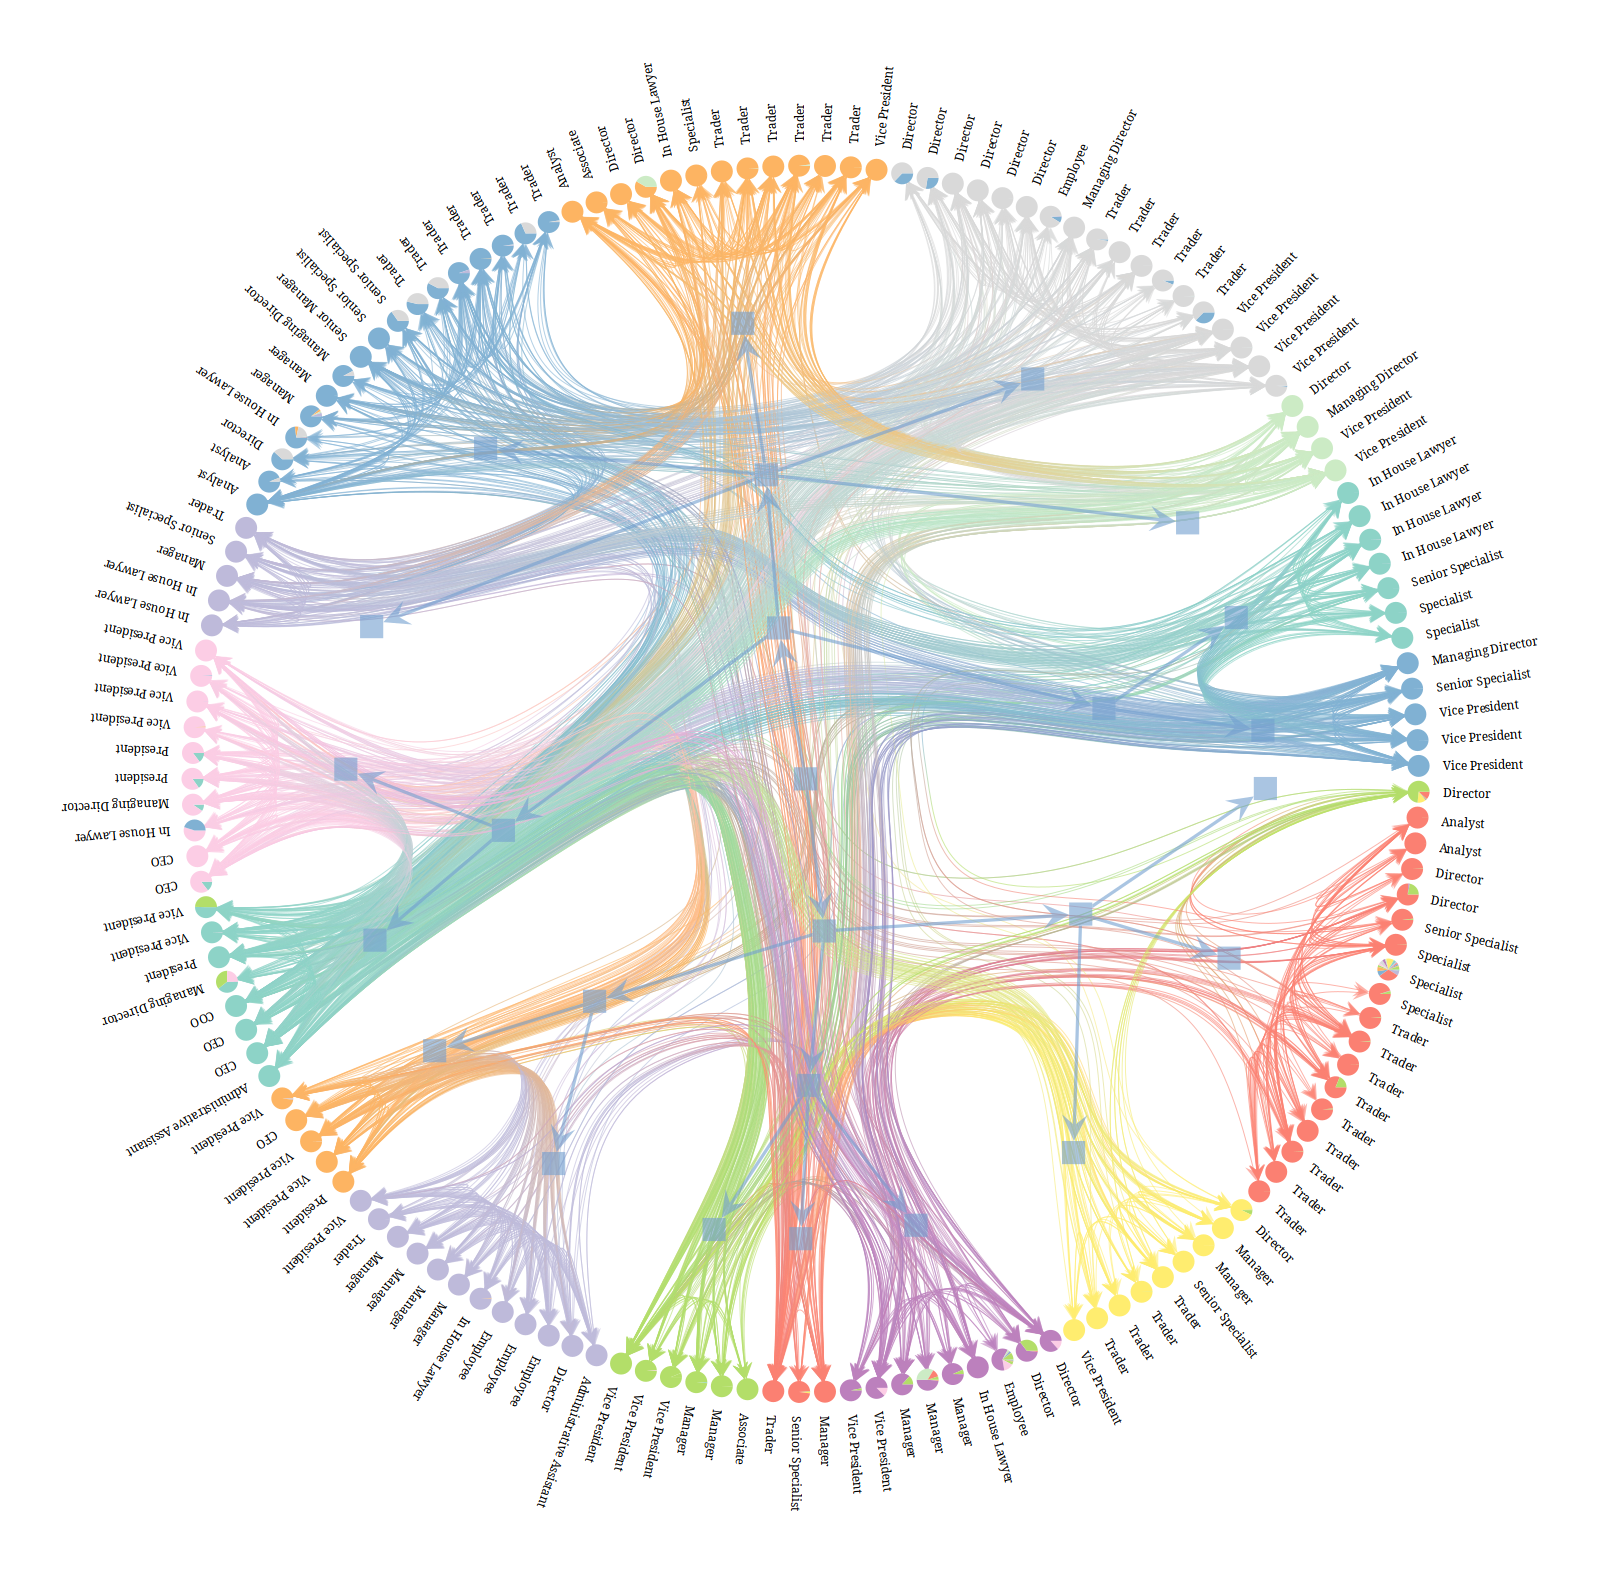 Analyst
Associate
Director
Director
In House Lawyer
Specialist
Trader
Trader
Trader
Trader
Trader
Trader
Vice President
Director
Director
Director
Director
Director
Director
Employee
Managing Director
Trader
Trader
Trader
Trader
Trader
Trader
Vice President
Vice President
Vice President
Vice President
Director
Managing Director
Vice President
Vice President
In House Lawyer
In House Lawyer
In House Lawyer
In House Lawyer
Senior Specialist
Specialist
Specialist
Managing Director
Senior Specialist
Vice President
Vice President
Vice President
Director
Analyst
Analyst
Director
Director
Senior Specialist
Specialist
Specialist
Specialist
Trader
Trader
Trader
Trader
Trader
Trader
Trader
Trader
Trader
Director
Manager
Manager
Senior Specialist
Trader
Trader
Trader
Trader
Vice President
Director
Director
Employee
In House Lawyer
Manager
Manager
Manager
Vice President
Vice President
Manager
Senior Specialist
Trader
Associate
Manager
Manager
Vice President
Vice President
Vice President
Administrative Assistant
Director
Employee
Employee
Employee
In House Lawyer
Manager
Manager
Manager
Manager
Trader
Vice President
President
Vice President
Vice President
CFO
Vice President
Administrative Assistant
CEO
CEO
COO
Managing Director
President
Vice President
Vice President
CEO
CEO
In House Lawyer
Managing Director
President
President
Vice President
Vice President
Vice President
Vice President
In House Lawyer
In House Lawyer
Manager
Senior Specialist
Trader
Analyst
Analyst
Director
In House Lawyer
Manager
Manager
Managing Director
Senior Manager
Senior Specialist
Senior Specialist
Trader
Trader
Trader
Trader
Trader
Trader
Trader